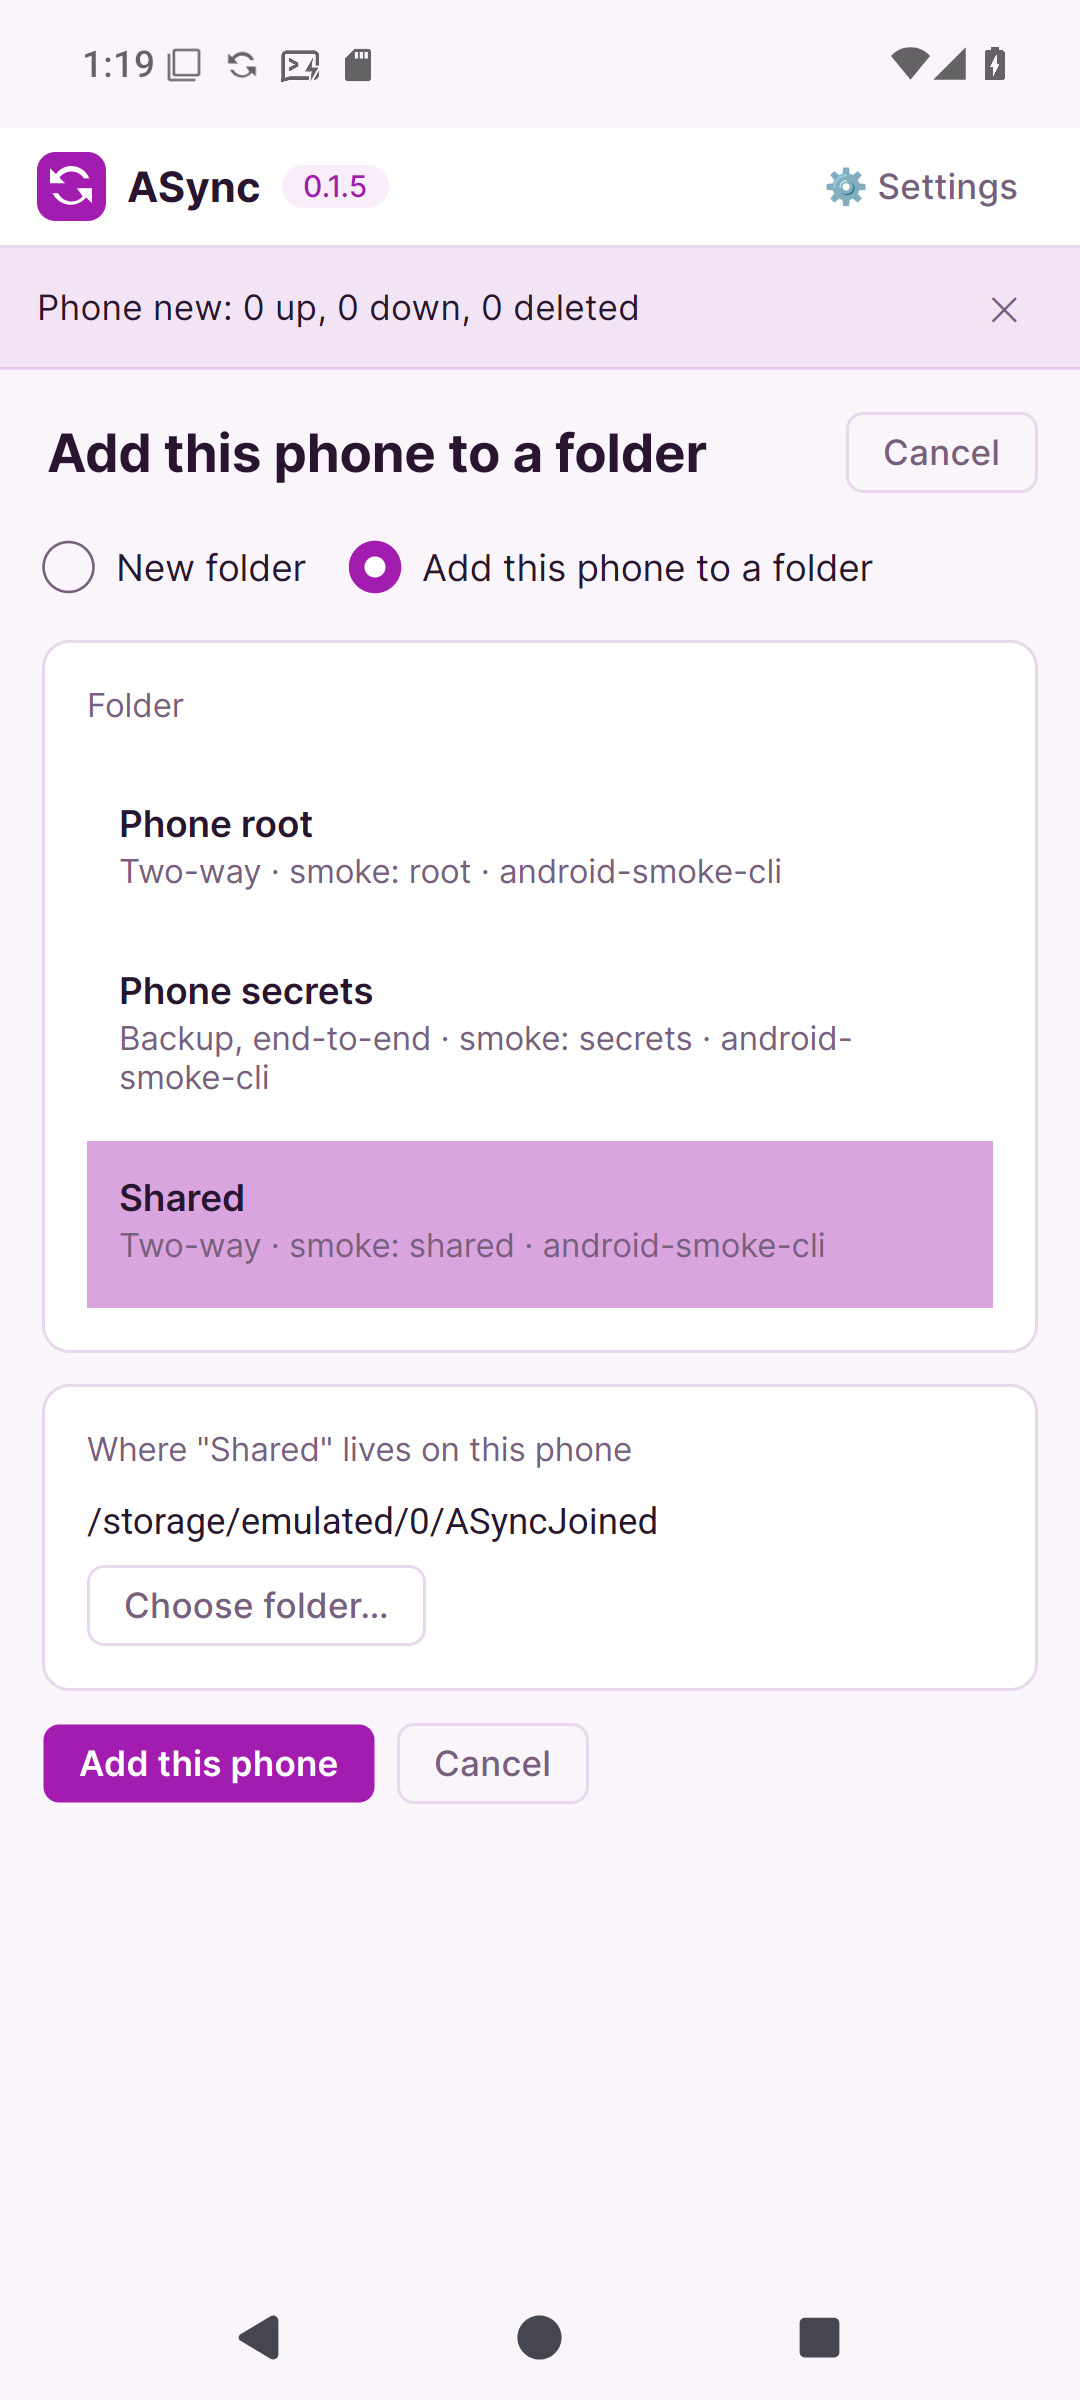 1:19
ASync 0.1.5 Settings
Phone new: 0 up, 0 down, 0 deleted
Add this phone to a folder
Cancel
New folder
Add this phone to a folder
Folder
Phone root
Two-way · smoke: root · android-smoke-cli
Phone secrets
Backup, end-to-end · smoke: secrets · android-
smoke-cli
Shared
Two-way · smoke: shared · android-smoke-cli
Where "Shared" lives on this phone
/storage/emulated/0/ASyncJoined
Choose folder...
Add this phone
Cancel